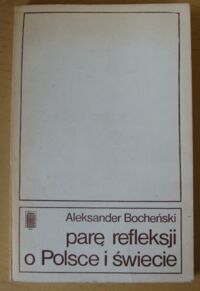 Aleksander Bocheński
parę refleksji
o Polsce i świecie